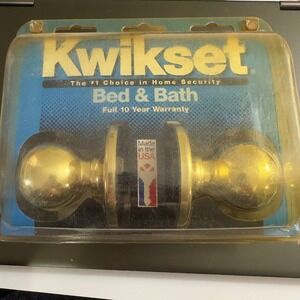 Kwikset®
The #1 Choice in Home Security
Bed & Bath
Full 10 Year Warranty
Made
in the
USA